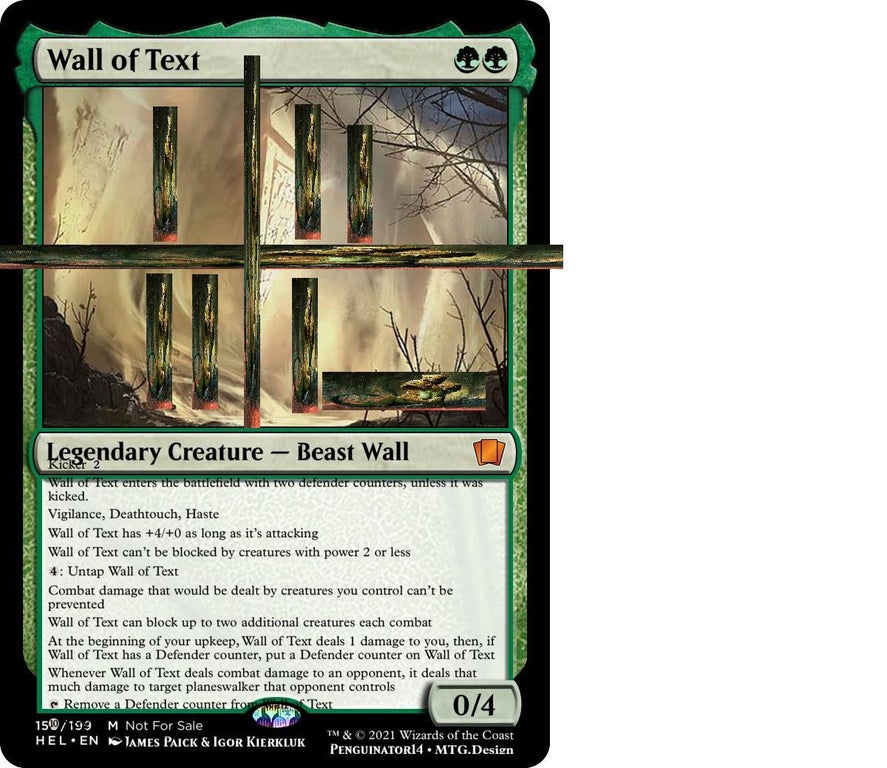 Wall of Text
Legendary Creature — Beast Wall
Kicker 2
Wall of Text enters the battlefield with two defender counters, unless it was
kicked.
Vigilance, Deathtouch, Haste
Wall of Text has +4/+0 as long as it's attacking
Wall of Text can't be blocked by creatures with power 2 or less
4: Untap Wall of Text
Combat damage that would be dealt by creatures you control can't be
prevented
Wall of Text can block up to two additional creatures each combat
At the beginning of your upkeep, Wall of Text deals 1 damage to you, then, if
Wall of Text has a Defender counter, put a Defender counter on Wall of Text
Whenever Wall of Text deals combat damage to an opponent, it deals that
much damage to target planeswalker that opponent controls
Remove a Defender counter from Wall of Text
0/4
/199 M Not For Sale
HEL • EN James Paick & Igor Kierkluk
™ & © 2021 Wizards of the Coast
Penguinator14 • MTG.Design